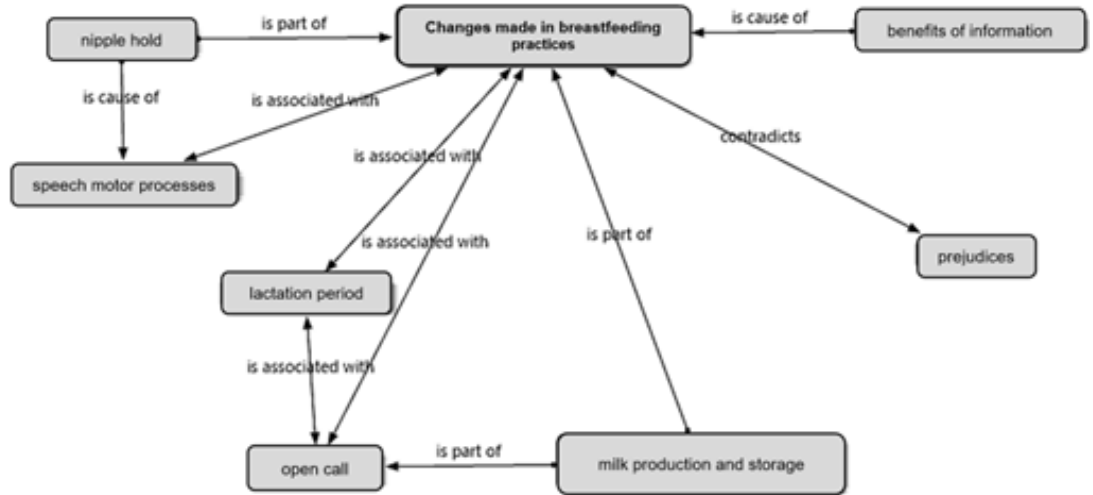 is part of
Changes made in breastfeeding
practices
is cause of
benefits of information
nipple hold
is cause of
is associated with
contradicts
is associated with
speech motor processes
is associated with
is part of
prejudices
lactation period
is associated with
is part of
open call
milk production and storage